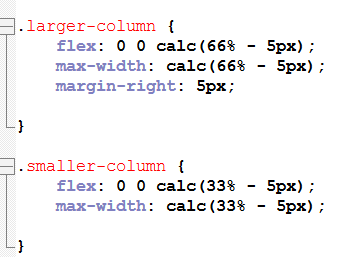 .larger-column {
flex: 0 0 calc(66% - 5px);
max-width: calc(66% - 5px);
margin-right: 5px;
}
.smaller-column {
flex: 0 0 calc(33% - 5px);
max-width: calc(33% - 5px);
}